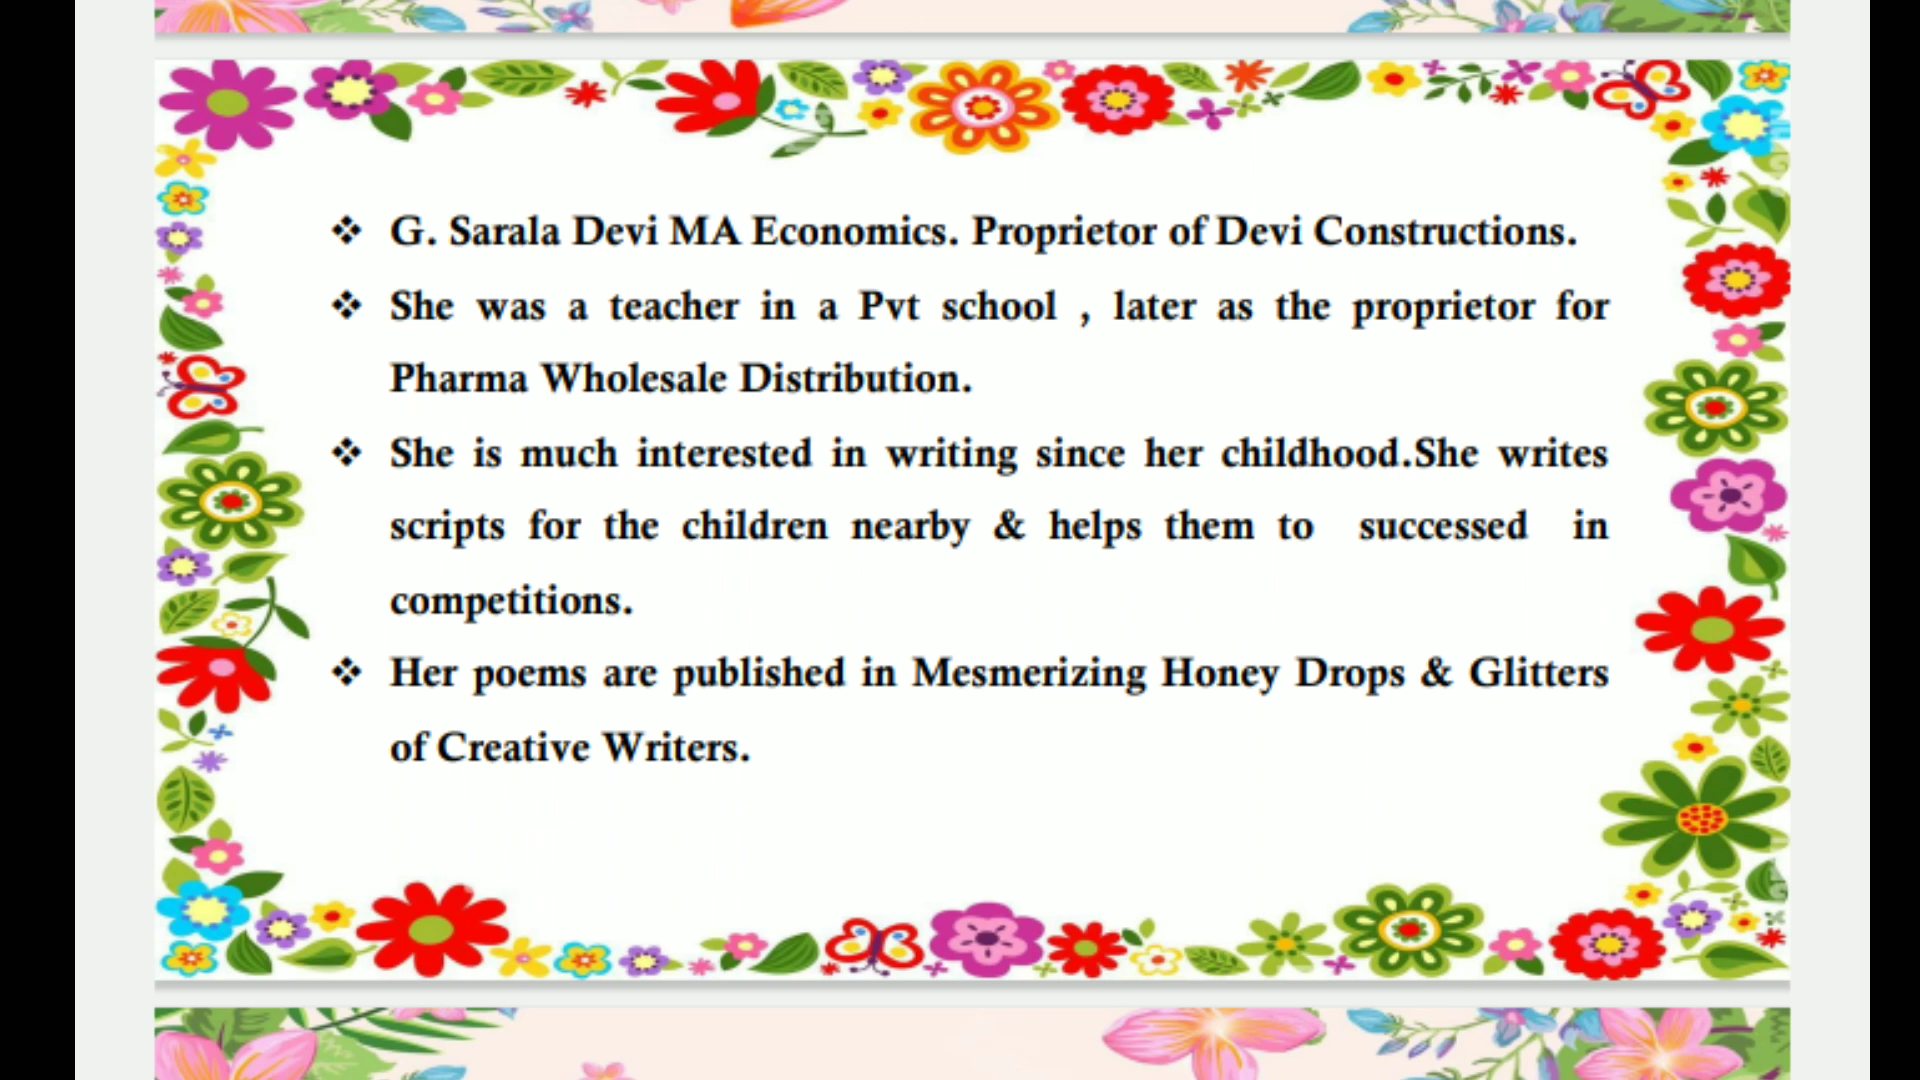 ❖ G. Sarala Devi MA Economics. Proprietor of Devi Constructions.
❖ She was a teacher in a Pvt school , later as the proprietor for
Pharma Wholesale Distribution.
❖ She is much interested in writing since her childhood.She writes
scripts for the children nearby & helps them to successed in
competitions.
❖ Her poems are published in Mesmerizing Honey Drops & Glitters
of Creative Writers.